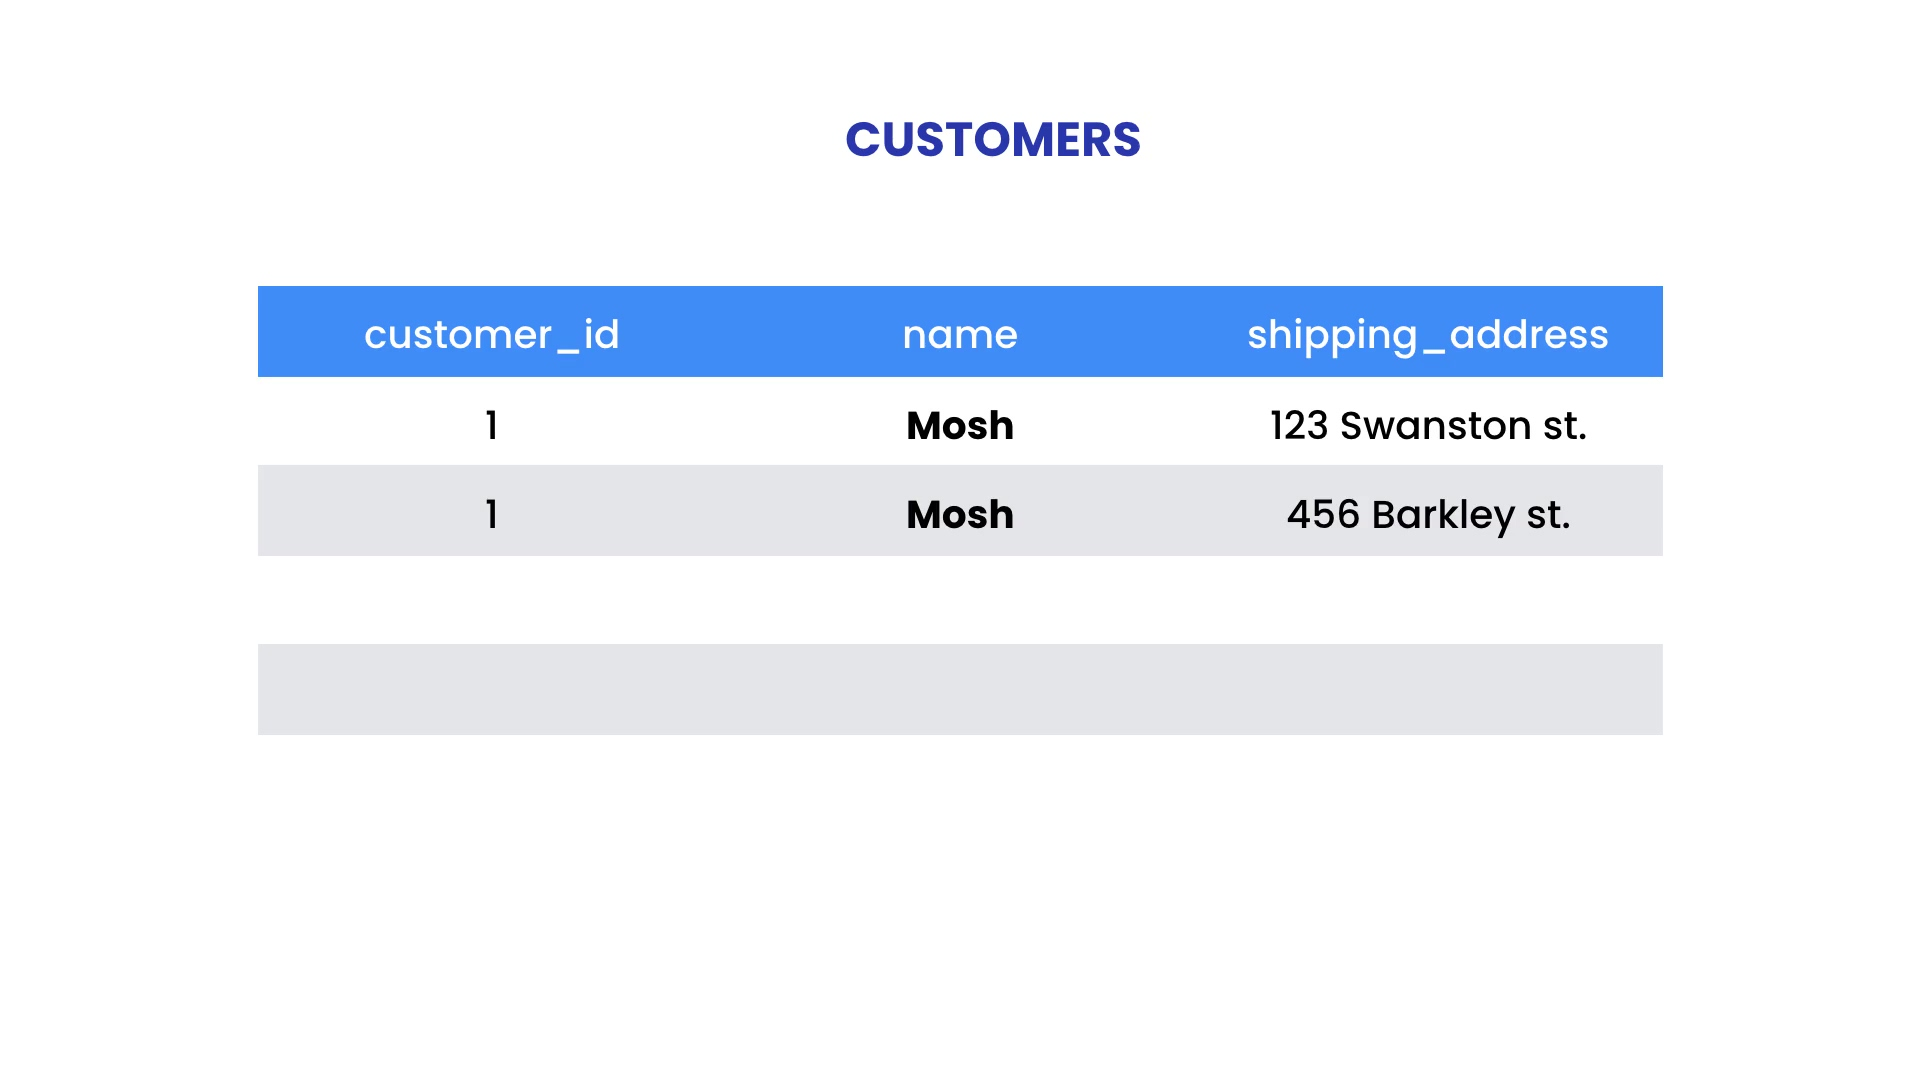 CUSTOMERS
customer_id name shipping_address
1 Mosh 123 Swanston st.
1 Mosh 456 Barkley st.